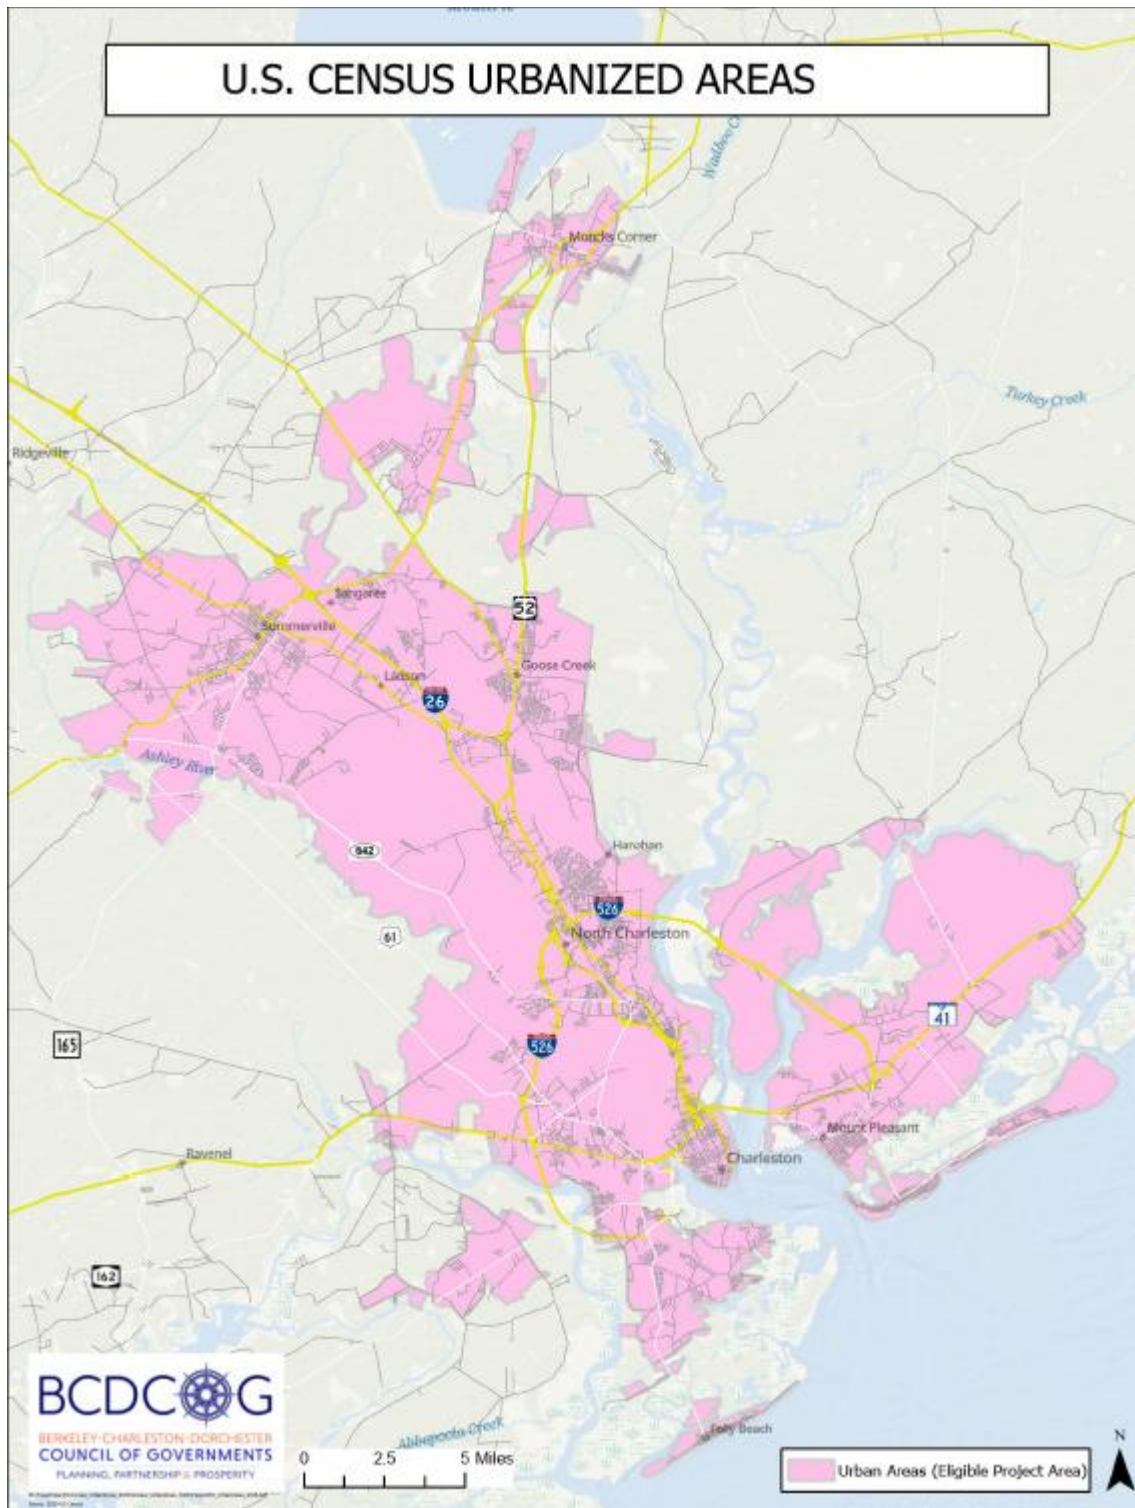 U.S. CENSUS URBANIZED AREAS
Wadboo C
Moncks Corner
Turkey Creek
Ridgeville
52
Sangaree
Summerville
Goose Creek
Ladson
26
Ashley River
642
Hanahan
526
North Charleston
61
41
165
526
Mount Pleasant
Ravenel
Charleston
162
BCDCOG
BERKELEY-CHARLESTON-DORCHESTER
COUNCIL OF GOVERNMENTS
PLANNING, PARTNERSHIP & PROSPERITY
Abbapoola Creek
Folly Beach
0 2.5 5 Miles
Urban Areas (Eligible Project Area)
N